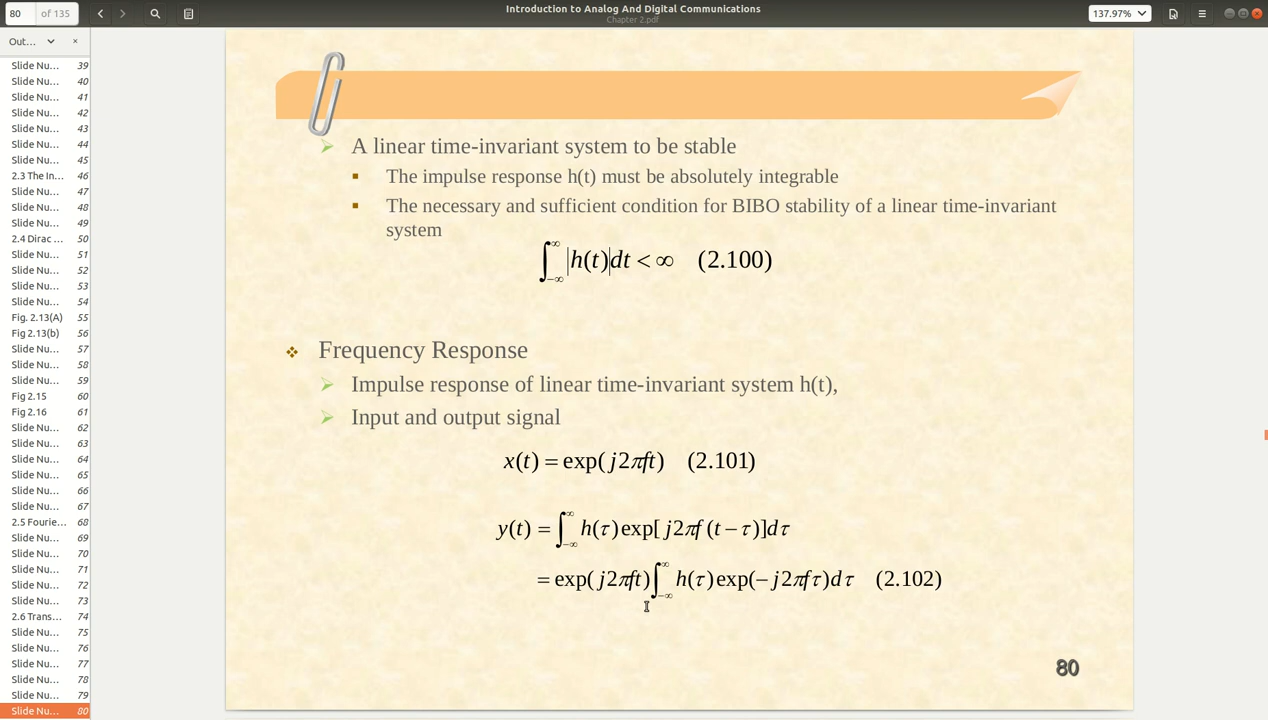 80 of 135
Introduction to Analog And Digital Communications
Chapter 2.pdf
137.97%
Out...
Slide Nu... 39
Slide Nu... 40
Slide Nu... 41
Slide Nu... 42
Slide Nu... 43
Slide Nu... 44
Slide Nu... 45
2.3 The In... 46
Slide Nu... 47
Slide Nu... 48
Slide Nu... 49
2.4 Dirac ... 50
Slide Nu... 51
Slide Nu... 52
Slide Nu... 53
Slide Nu... 54
Fig. 2.13(A) 55
Fig 2.13(b) 56
Slide Nu... 57
Slide Nu... 58
Slide Nu... 59
Fig 2.15 60
Fig 2.16 61
Slide Nu... 62
Slide Nu... 63
Slide Nu... 64
Slide Nu... 65
Slide Nu... 66
Slide Nu... 67
2.5 Fourie... 68
Slide Nu... 69
Slide Nu... 70
Slide Nu... 71
Slide Nu... 72
Slide Nu... 73
2.6 Trans... 74
Slide Nu... 75
Slide Nu... 76
Slide Nu... 77
Slide Nu... 78
Slide Nu... 79
Slide Nu... 80
A linear time-invariant system to be stable
The impulse response h(t) must be absolutely integrable
The necessary and sufficient condition for BIBO stability of a linear time-invariant
system
∫_{-∞}^{∞} |h(t)|dt < ∞ (2.100)
Frequency Response
Impulse response of linear time-invariant system h(t),
Input and output signal
x(t) = exp(j2πft) (2.101)
y(t) = ∫_{-∞}^{∞} h(τ)exp[j2πf(t−τ)]dτ
= exp(j2πft)∫_{-∞}^{∞} h(τ)exp(−j2πfτ)dτ (2.102)
80